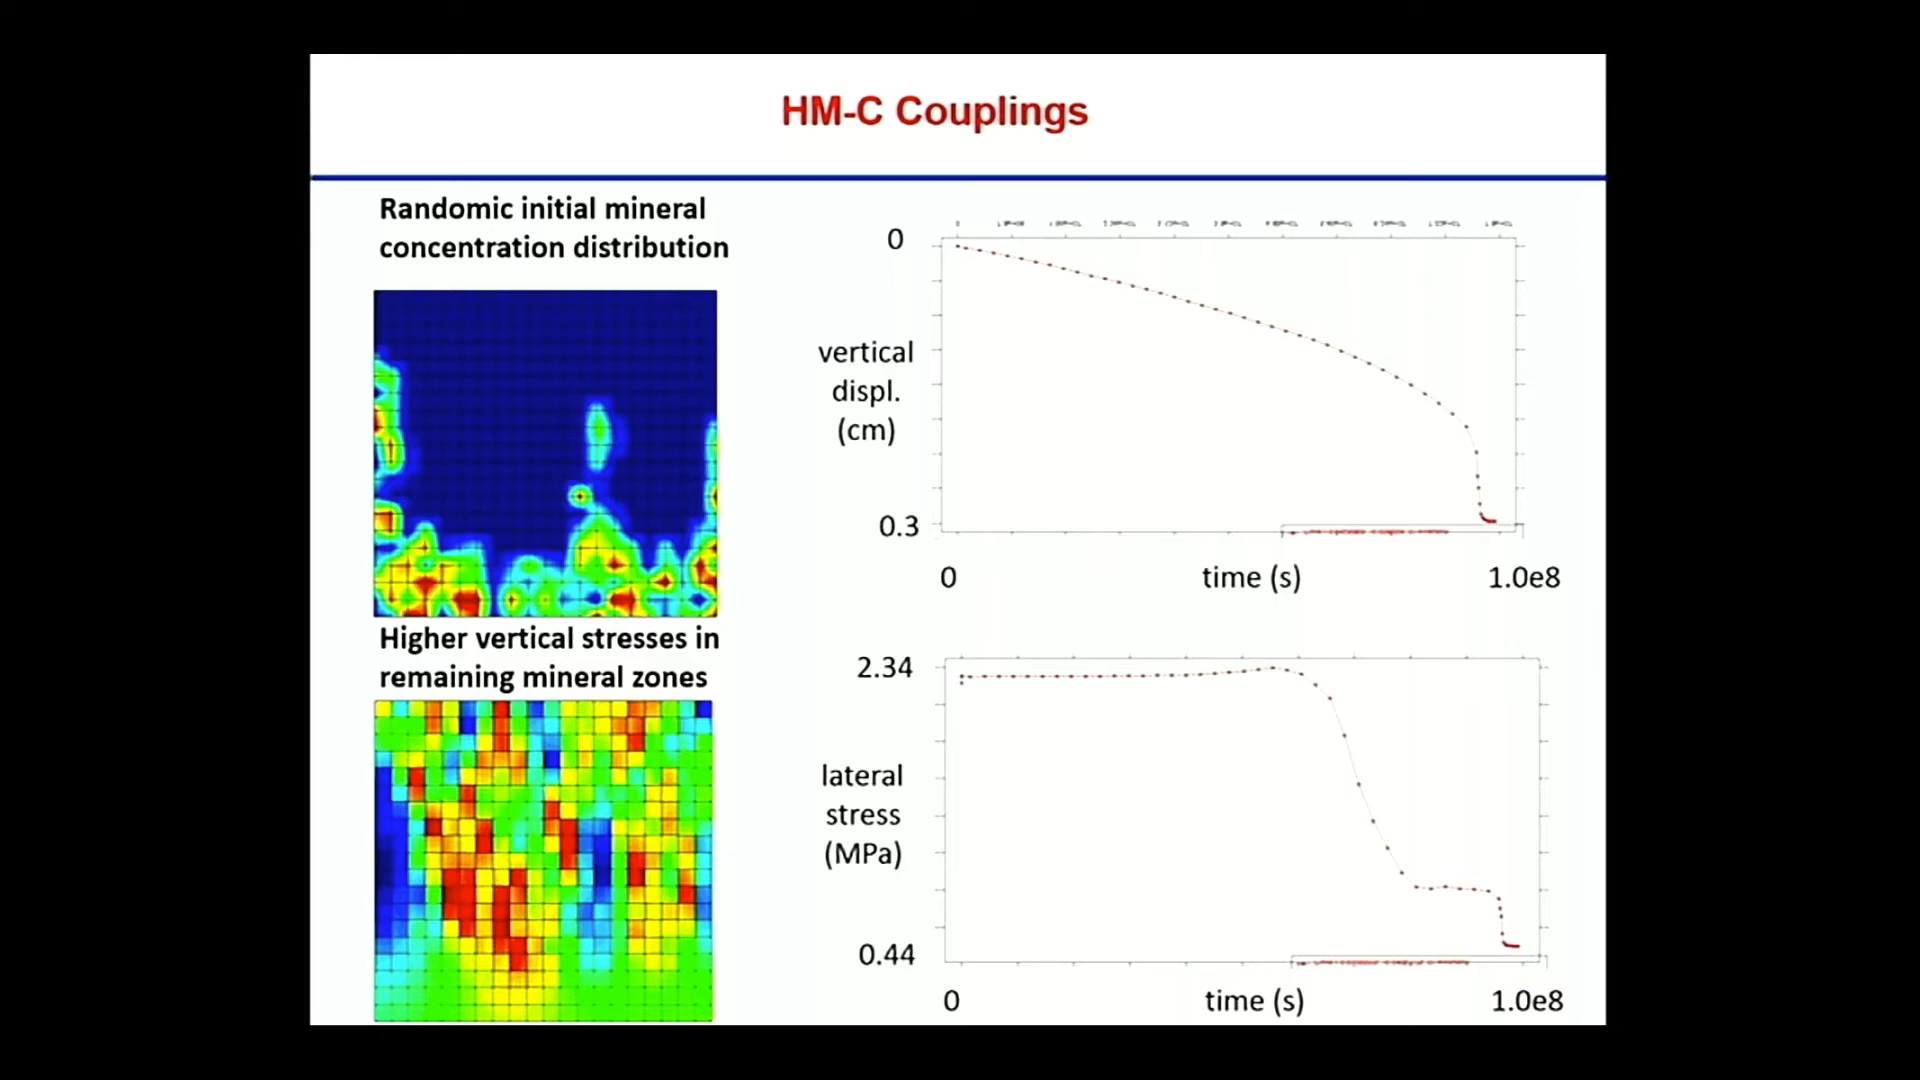 HM-C Couplings
Randomic initial mineral
concentration distribution
Higher vertical stresses in
remaining mineral zones
0
vertical
displ.
(cm)
0.3
0
time (s)
1.0e8
2.34
lateral
stress
(MPa)
0.44
0
time (s)
1.0e8